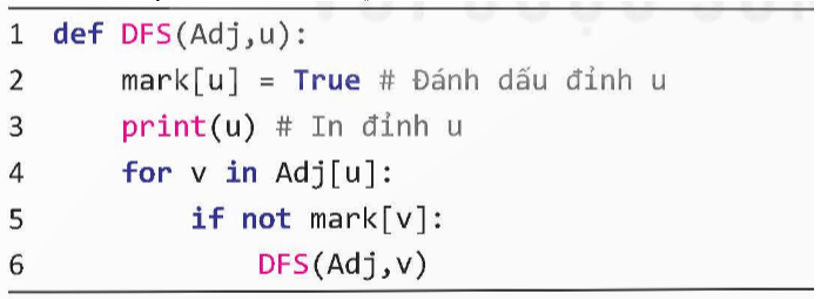 1 def DFS(Adj,u):
2 mark[u] = True # Đánh dấu đỉnh u
3 print(u) # In đỉnh u
4 for v in Adj[u]:
5 if not mark[v]:
6 DFS(Adj,v)